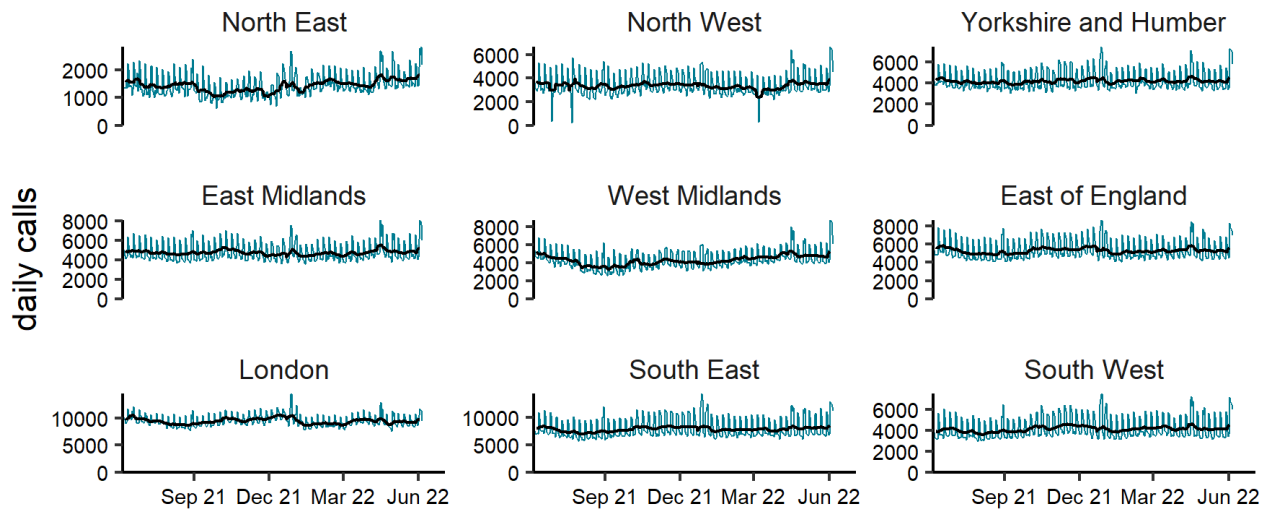 North East
North West
Yorkshire and Humber
2000
1000
0
6000
4000
2000
0
6000
4000
2000
0
daily calls
East Midlands
West Midlands
East of England
8000
6000
4000
2000
0
8000
6000
4000
2000
0
8000
6000
4000
2000
0
London
South East
South West
10000
5000
0
10000
5000
0
6000
4000
2000
0
Sep 21 Dec 21 Mar 22 Jun 22
Sep 21 Dec 21 Mar 22 Jun 22
Sep 21 Dec 21 Mar 22 Jun 22